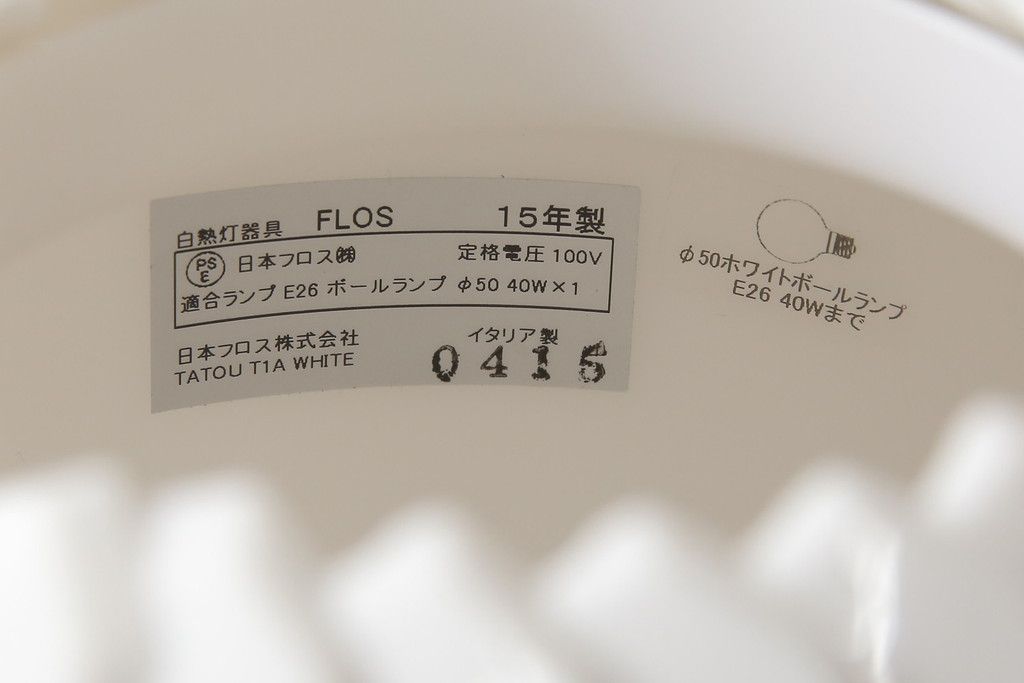 白熱灯器具 FLOS 15年製
PS E 日本フロス㈱ 定格電圧 100V
適合ランプ E26 ボールランプ φ50 40W×1
日本フロス株式会社 イタリア製
TATOU T1A WHITE 0415
φ50ホワイトボールランプ
E26 40Wまで